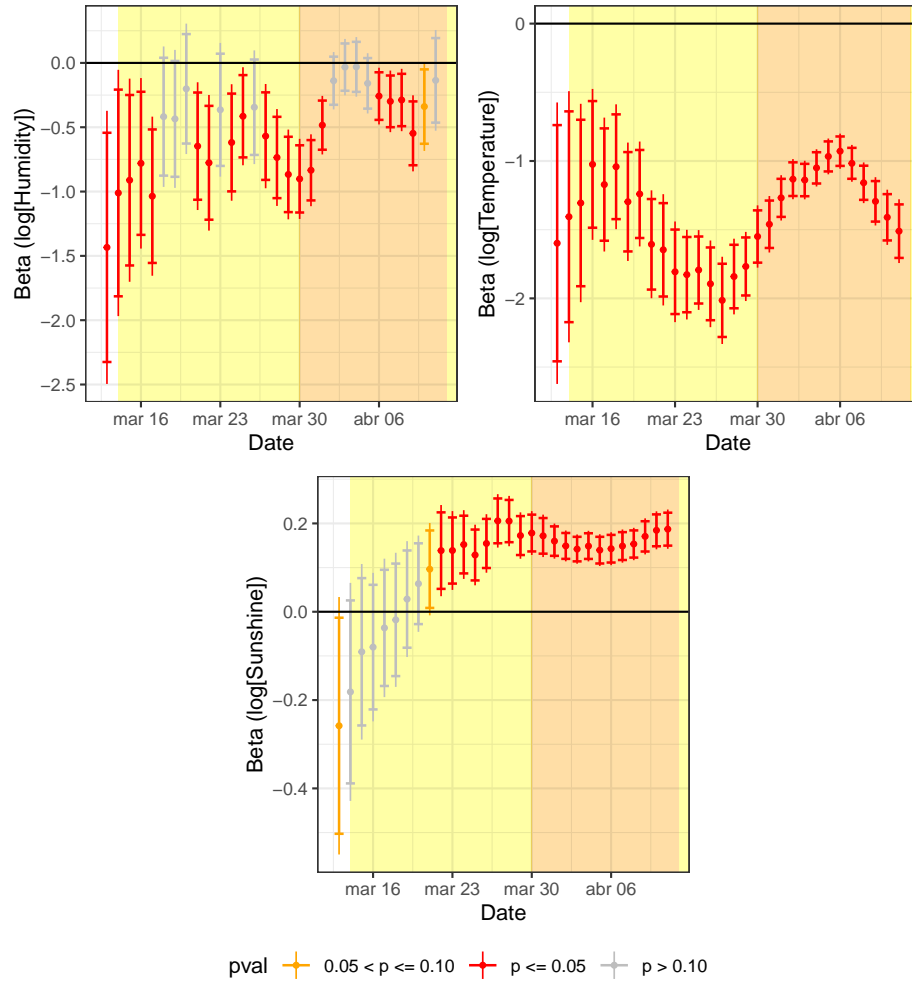 0.0
−0.5
−1.0
−1.5
−2.0
−2.5
Beta (log[Humidity])
mar 16 mar 23 mar 30 abr 06
Date
0
−1
−2
Beta (log[Temperature])
mar 16 mar 23 mar 30 abr 06
Date
0.2
0.0
−0.2
−0.4
Beta (log[Sunshine])
mar 16 mar 23 mar 30 abr 06
Date
pval 0.05 < p <= 0.10 p <= 0.05 p > 0.10